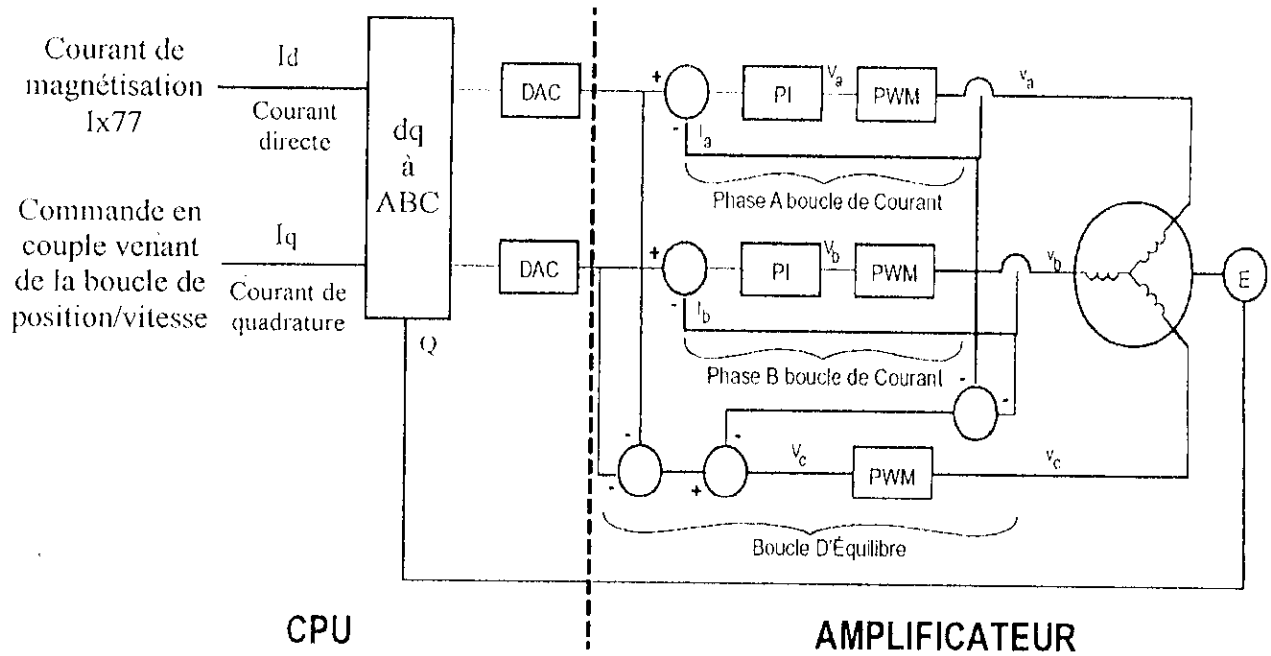 Courant de
magnétisation
Ix77
Id
Courant
directe
Commande en
couple venant
de la boucle de
position/vitesse
Iq
Courant de
quadrature
dq
à
ABC
Q
DAC
DAC
+
-
PI
Va
PWM
va
Ia
Phase A boucle de Courant
+
-
PI
Vb
PWM
vb
Ib
Phase B boucle de Courant
E
-
-
-
-
+
-
Vc
PWM
vc
Boucle D'Équilibre
CPU
AMPLIFICATEUR